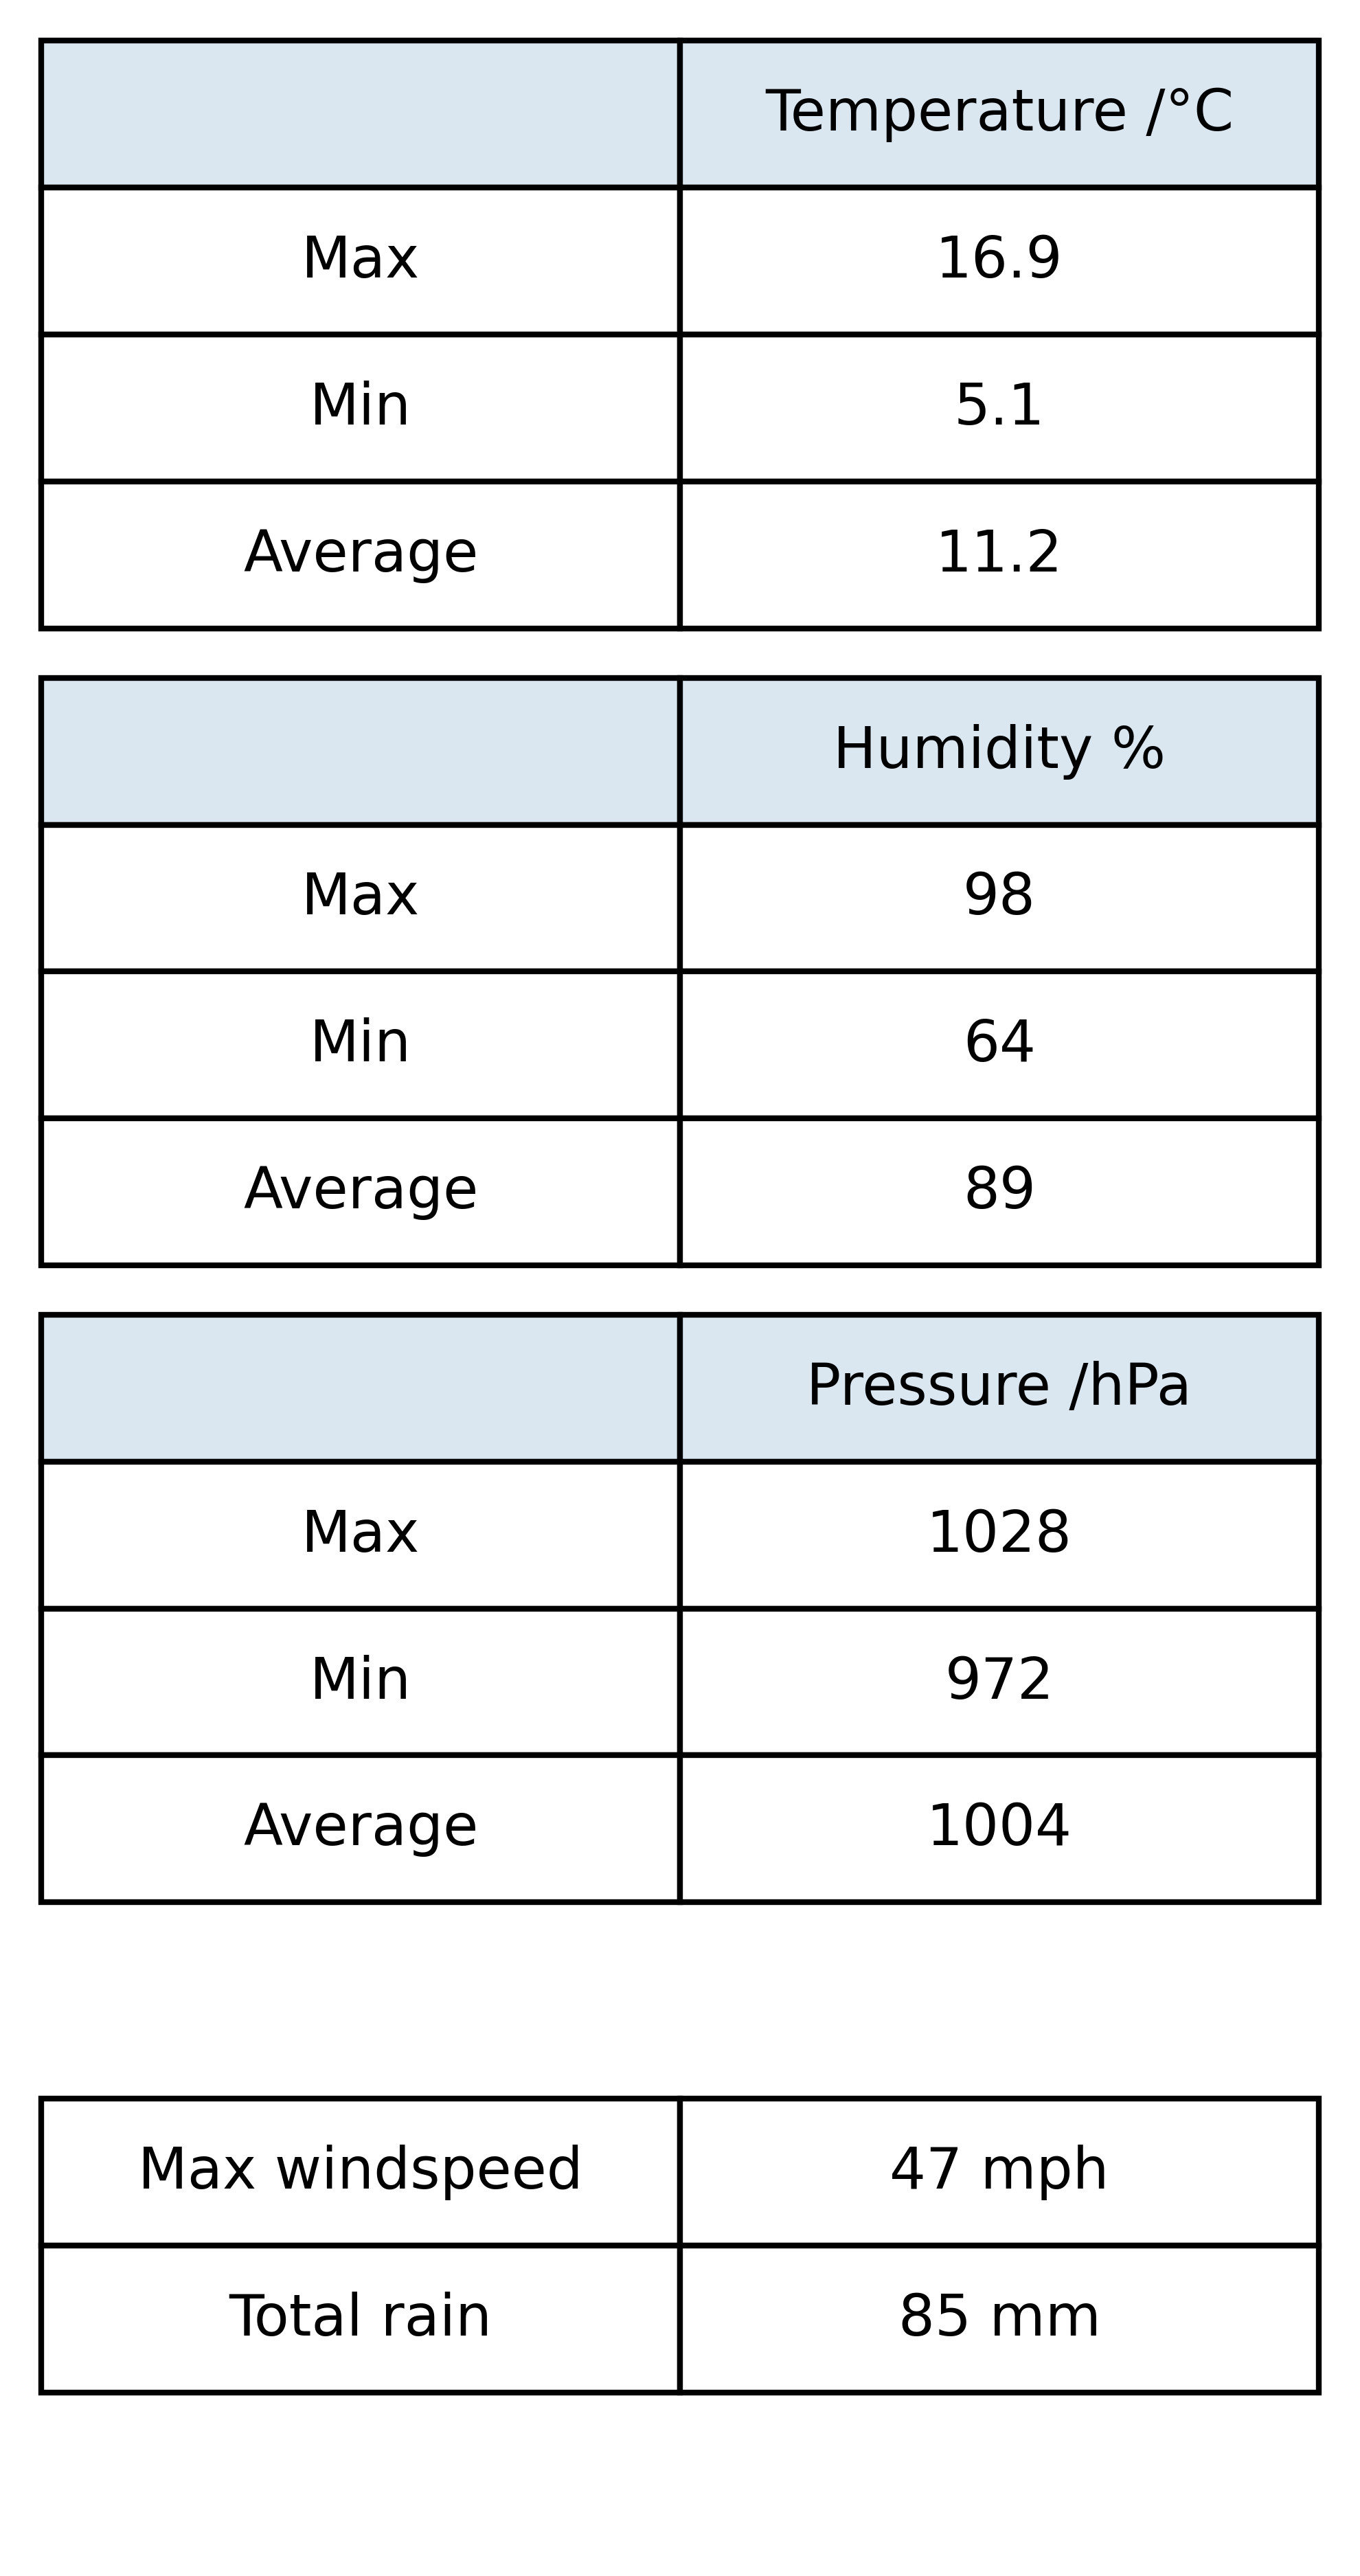 Temperature /°C
Max 16.9
Min 5.1
Average 11.2
Humidity %
Max 98
Min 64
Average 89
Pressure /hPa
Max 1028
Min 972
Average 1004
Max windspeed 47 mph
Total rain 85 mm